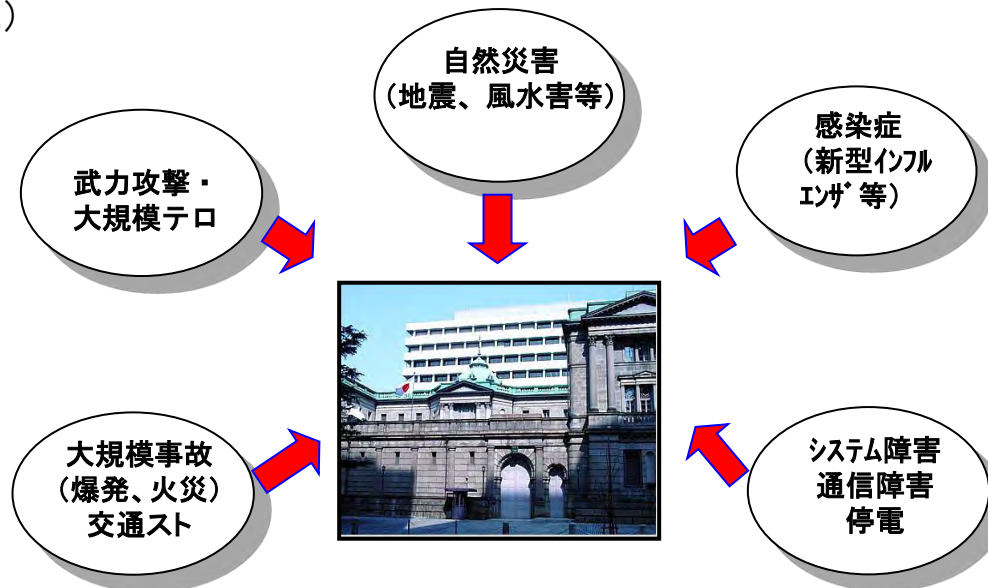 )
自然災害
（地震、風水害等）
武力攻撃・
大規模テロ
感染症
（新型ｲﾝﾌﾙ
ｴﾝｻﾞ等）
大規模事故
（爆発、火災）
交通スト
ｼｽﾃﾑ障害
通信障害
停電